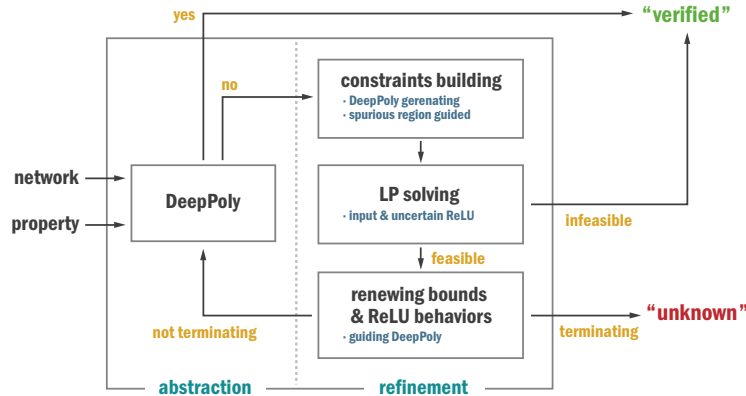 yes
“verified”
no
constraints building
· DeepPoly gerenating
· spurious region guided
network
property
DeepPoly
LP solving
· input & uncertain ReLU
infeasible
feasible
renewing bounds
& ReLU behaviors
· guiding DeepPoly
not terminating
“unknown”
terminating
abstraction
refinement